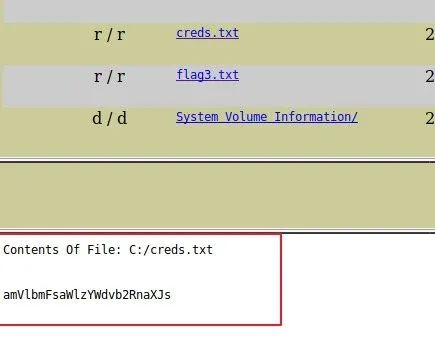 r / r creds.txt 2
r / r flag3.txt 2
d / d System Volume Information/ 2
Contents Of File: C:/creds.txt
amVlbmFsaWlzYWdvb2RnaXJs